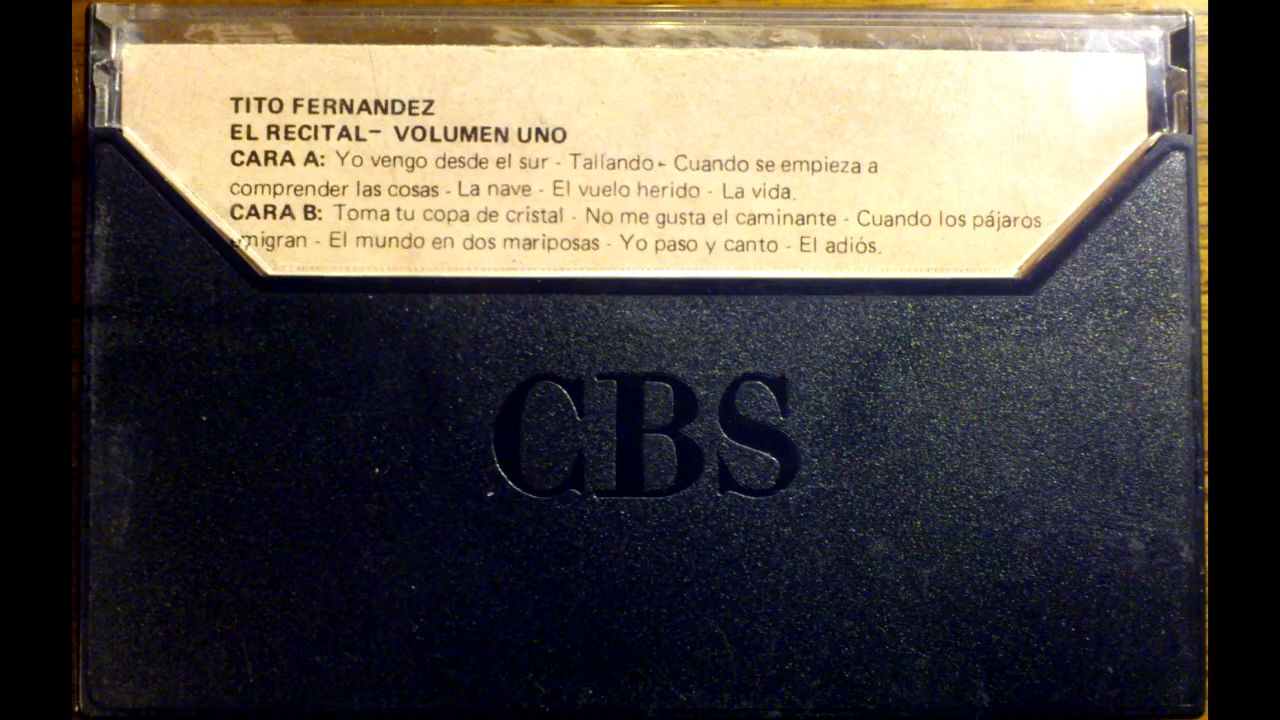 TITO FERNANDEZ
EL RECITAL- VOLUMEN UNO
CARA A: Yo vengo desde el sur - Tallando - Cuando se empieza a
comprender las cosas - La nave - El vuelo herido - La vida.
CARA B: Toma tu copa de cristal - No me gusta el caminante - Cuando los pájaros
emigran - El mundo en dos mariposas - Yo paso y canto - El adiós.
CBS